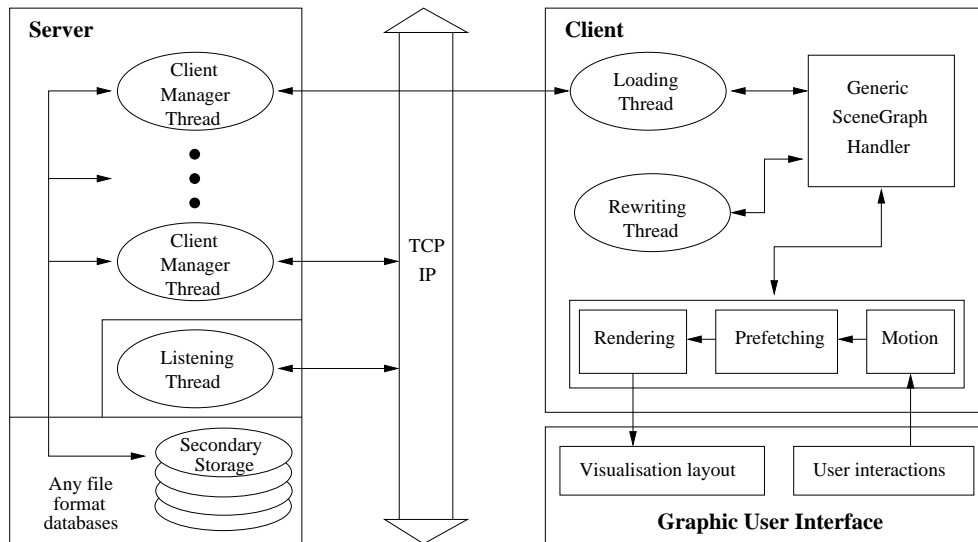 Server
Client
Manager
Thread
Client
Manager
Thread
Listening
Thread
Secondary
Storage
Any file
format
databases
TCP
IP
Client
Loading
Thread
Generic
SceneGraph
Handler
Rewriting
Thread
Rendering
Prefetching
Motion
Visualisation layout
User interactions
Graphic User Interface